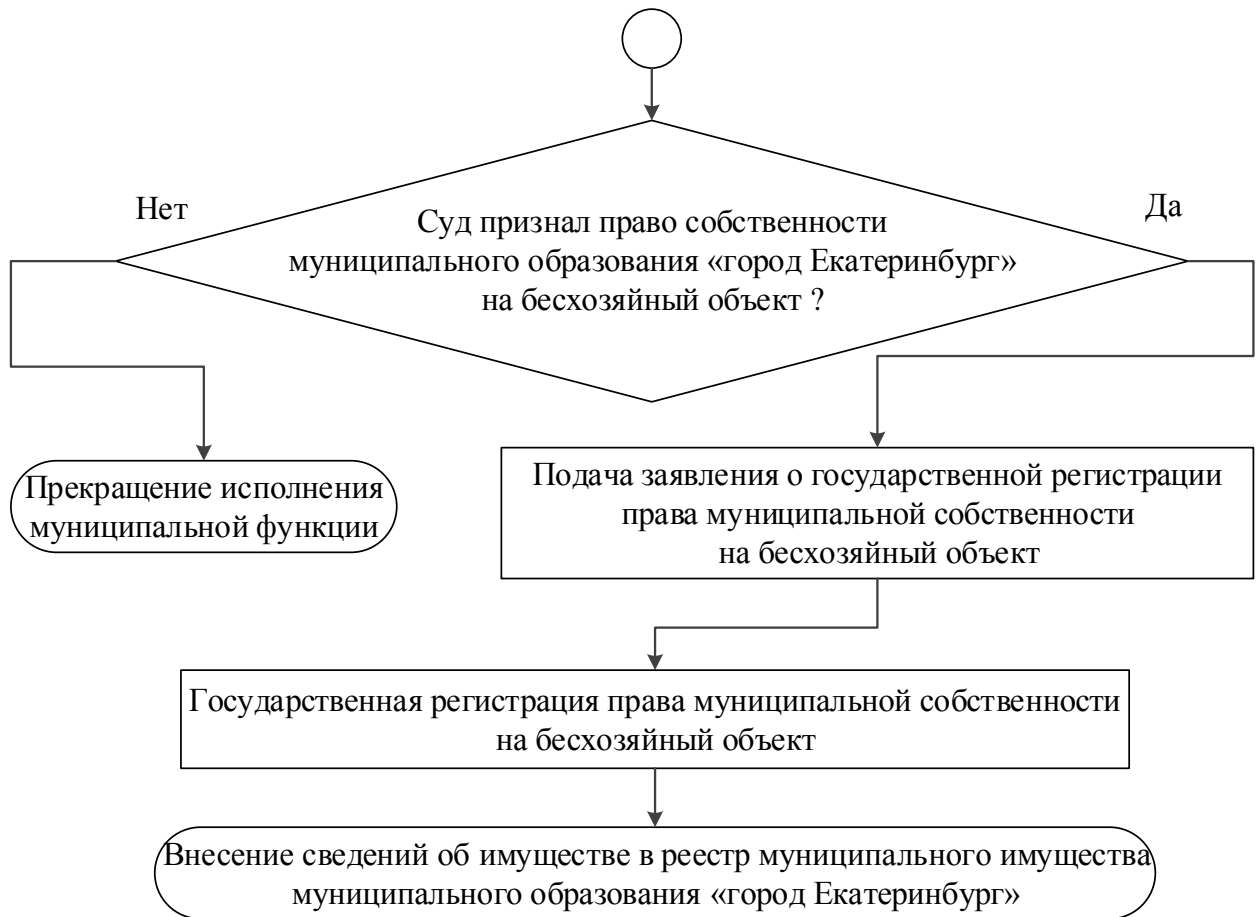 Нет
Да
Суд признал право собственности
муниципального образования «город Екатеринбург»
на бесхозяйный объект ?
Прекращение исполнения
муниципальной функции
Подача заявления о государственной регистрации
права муниципальной собственности
на бесхозяйный объект
Государственная регистрация права муниципальной собственности
на бесхозяйный объект
Внесение сведений об имуществе в реестр муниципального имущества
муниципального образования «город Екатеринбург»